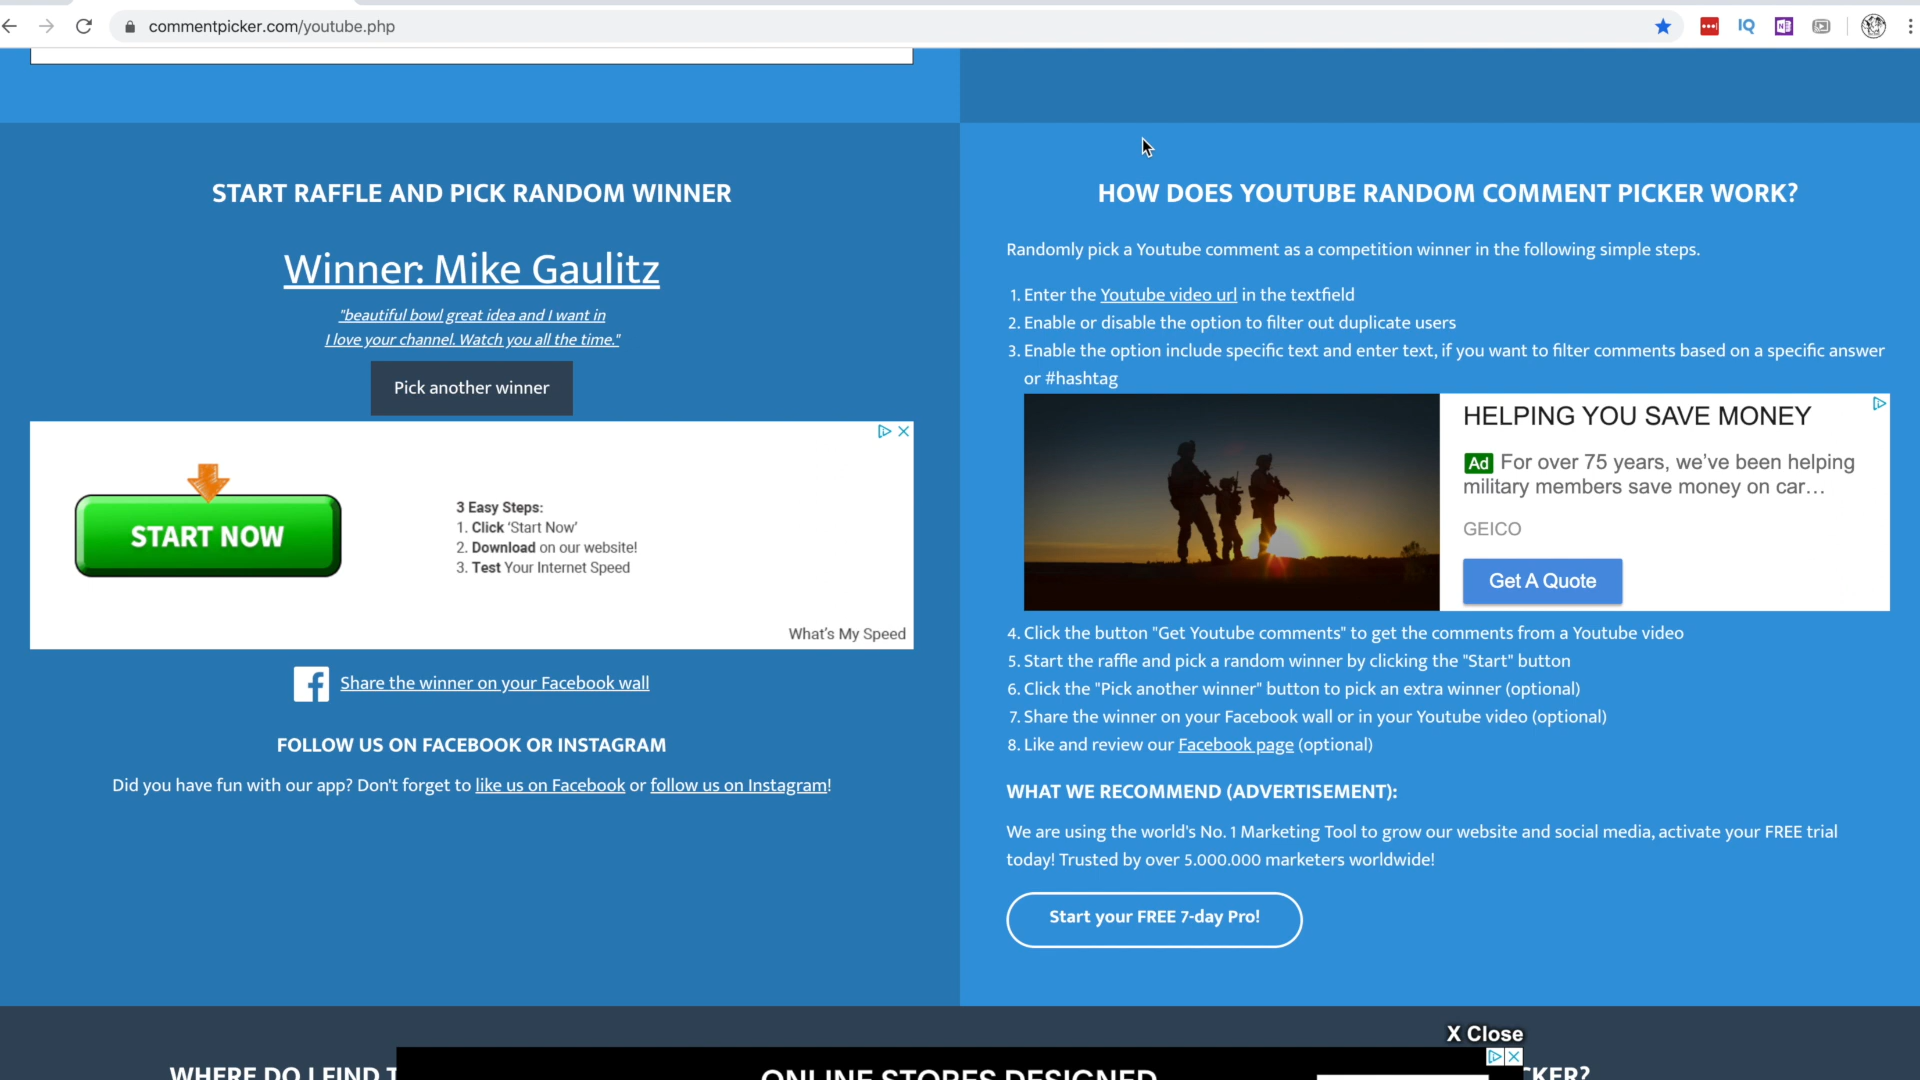 commentpicker.com/youtube.php
IQ
START RAFFLE AND PICK RANDOM WINNER
Winner: Mike Gaulitz
"beautiful bowl great idea and I want in
I love your channel. Watch you all the time."
Pick another winner
START NOW
3 Easy Steps:
1. Click 'Start Now'
2. Download on our website!
3. Test Your Internet Speed
What's My Speed
Share the winner on your Facebook wall
FOLLOW US ON FACEBOOK OR INSTAGRAM
Did you have fun with our app? Don't forget to like us on Facebook or follow us on Instagram!
HOW DOES YOUTUBE RANDOM COMMENT PICKER WORK?
Randomly pick a Youtube comment as a competition winner in the following simple steps.
1. Enter the Youtube video url in the textfield
2. Enable or disable the option to filter out duplicate users
3. Enable the option include specific text and enter text, if you want to filter comments based on a specific answer
or #hashtag
HELPING YOU SAVE MONEY
Ad For over 75 years, we've been helping
military members save money on car...
GEICO
Get A Quote
4. Click the button "Get Youtube comments" to get the comments from a Youtube video
5. Start the raffle and pick a random winner by clicking the "Start" button
6. Click the "Pick another winner" button to pick an extra winner (optional)
7. Share the winner on your Facebook wall or in your Youtube video (optional)
8. Like and review our Facebook page (optional)
WHAT WE RECOMMEND (ADVERTISEMENT):
We are using the world's No. 1 Marketing Tool to grow our website and social media, activate your FREE trial
today! Trusted by over 5.000.000 marketers worldwide!
Start your FREE 7-day Pro!
X Close
WHERE DO I FIND T
ONLINE STORES DESIGNED
CKER?